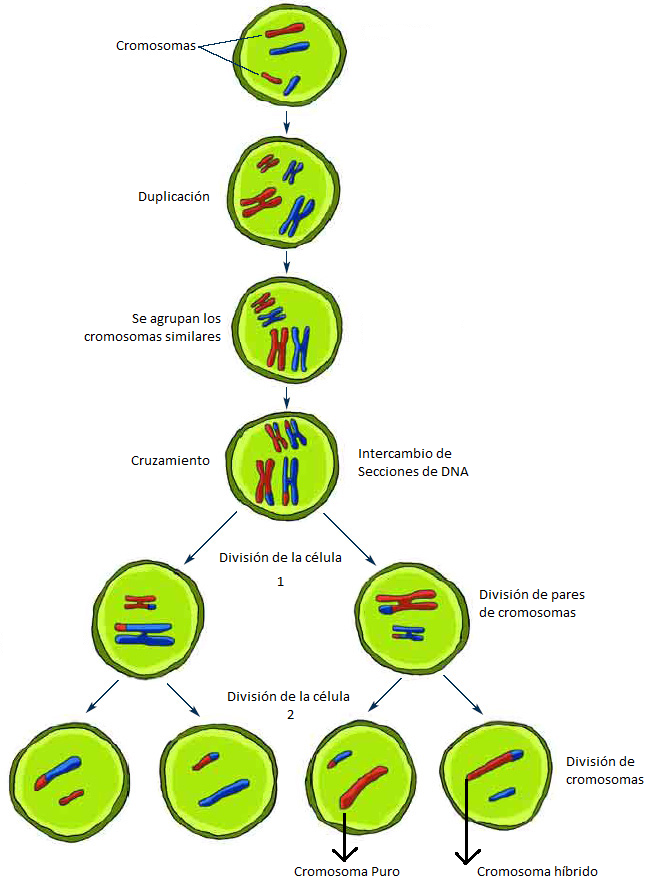 Cromosomas
Duplicación
Se agrupan los
cromosomas similares
Cruzamiento
Intercambio de
Secciones de DNA
División de la célula
1
División de pares
de cromosomas
División de la célula
2
División de
cromosomas
Cromosoma Puro
Cromosoma híbrido